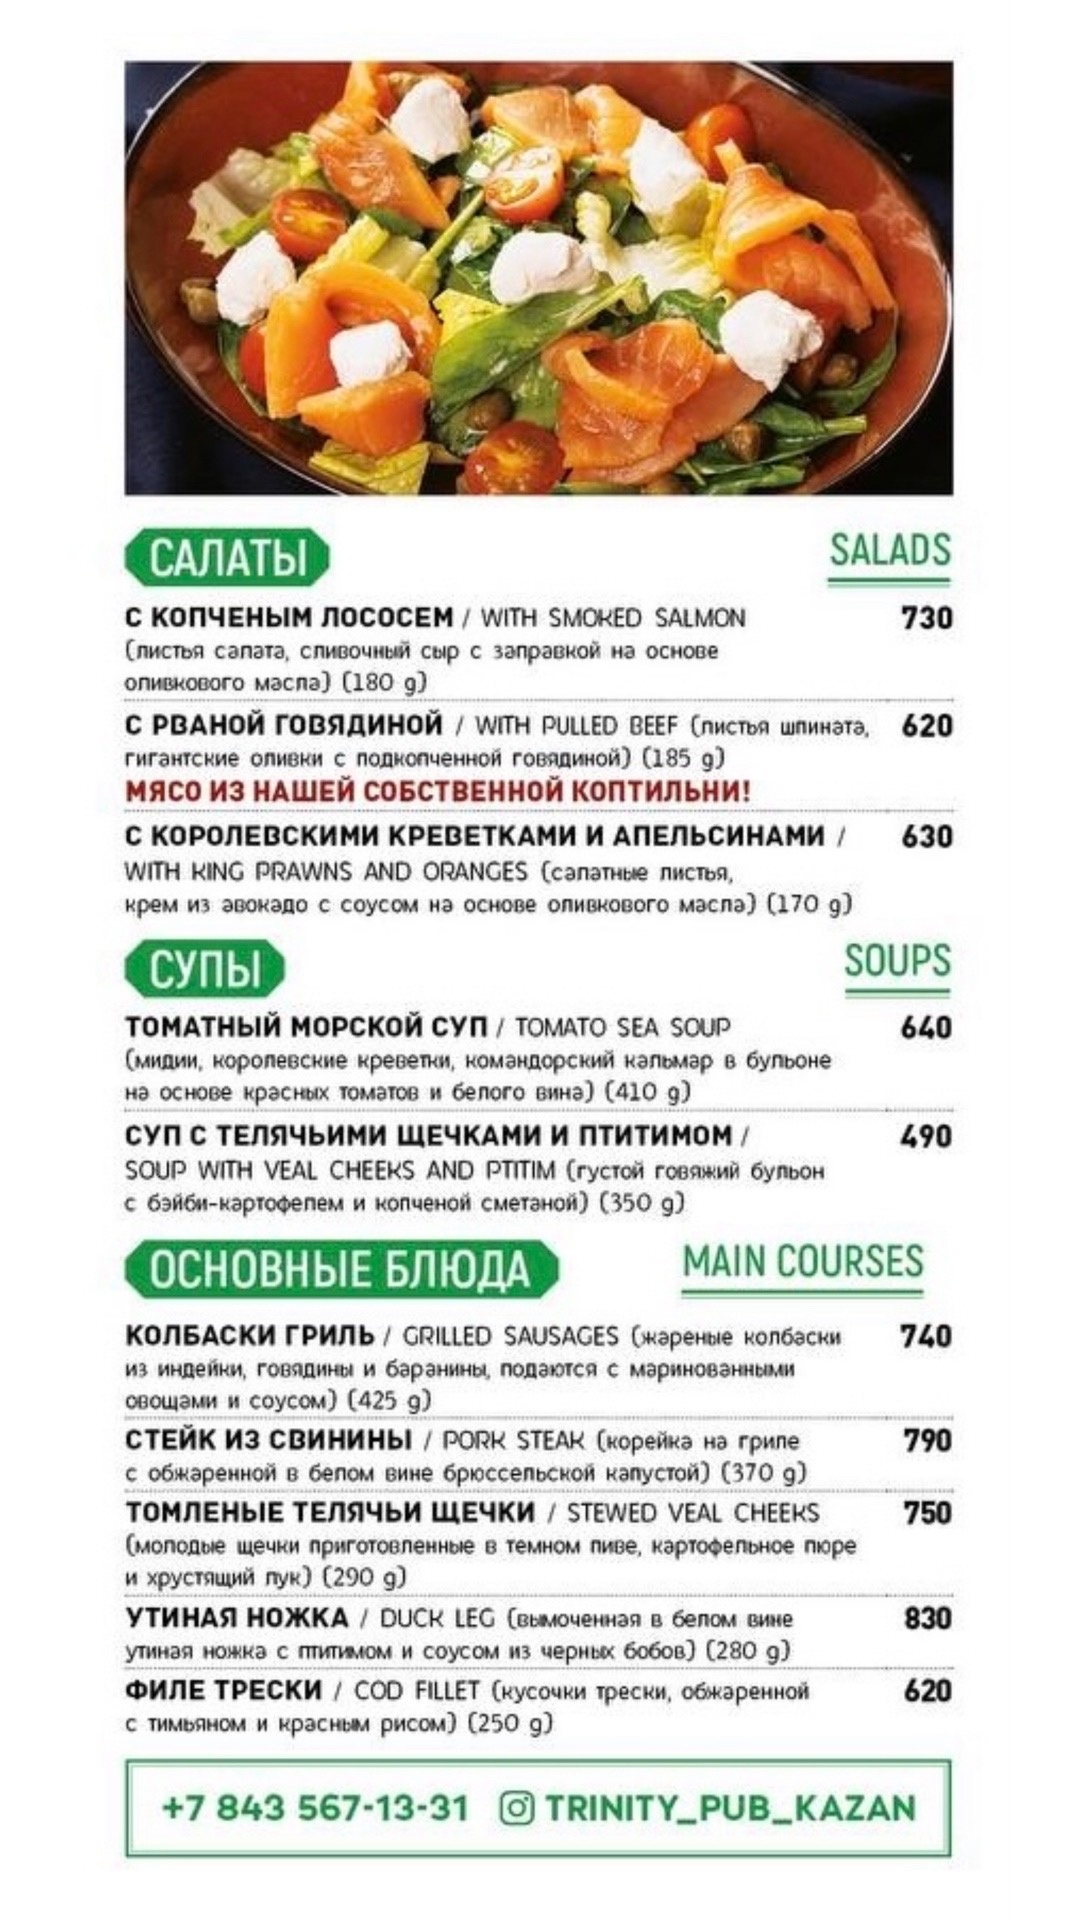 САЛАТЫ
SALADS
С КОПЧЕНЫМ ЛОСОСЕМ / WITH SMOKED SALMON 730
(листья салата, сливочный сыр с заправкой на основе
оливкового масла) (180 g)
С РВАНОЙ ГОВЯДИНОЙ / WITH PULLED BEEF (листья шпината, 620
гигантские оливки с подкопченной говядиной) (185 g)
МЯСО ИЗ НАШЕЙ СОБСТВЕННОЙ КОПТИЛЬНИ!
С КОРОЛЕВСКИМИ КРЕВЕТКАМИ И АПЕЛЬСИНАМИ / 630
WITH KING PRAWNS AND ORANGES (салатные листья,
крем из авокадо с соусом на основе оливкового масла) (170 g)
СУПЫ
SOUPS
ТОМАТНЫЙ МОРСКОЙ СУП / TOMATO SEA SOUP 640
(мидии, королевские креветки, командорский кальмар в бульоне
на основе красных томатов и белого вина) (410 g)
СУП С ТЕЛЯЧЬИМИ ЩЕЧКАМИ И ПТИТИМОМ / 490
SOUP WITH VEAL CHEEKS AND PTITIM (густой говяжий бульон
с бэйби-картофелем и копченой сметаной) (350 g)
ОСНОВНЫЕ БЛЮДА
MAIN COURSES
КОЛБАСКИ ГРИЛЬ / GRILLED SAUSAGES (жареные колбаски 740
из индейки, говядины и баранины, подаются с маринованными
овощами и соусом) (425 g)
СТЕЙК ИЗ СВИНИНЫ / PORK STEAK (корейка на гриле 790
с обжаренной в белом вине брюссельской капустой) (370 g)
ТОМЛЕНЫЕ ТЕЛЯЧЬИ ЩЕЧКИ / STEWED VEAL CHEEKS 750
(молодые щечки приготовленные в темном пиве, картофельное пюре
и хрустящий лук) (290 g)
УТИНАЯ НОЖКА / DUCK LEG (вымоченная в белом вине 830
утиная ножка с птитимом и соусом из черных бобов) (280 g)
ФИЛЕ ТРЕСКИ / COD FILLET (кусочки трески, обжаренной 620
с тимьяном и красным рисом) (250 g)
+7 843 567-13-31 TRINITY_PUB_KAZAN